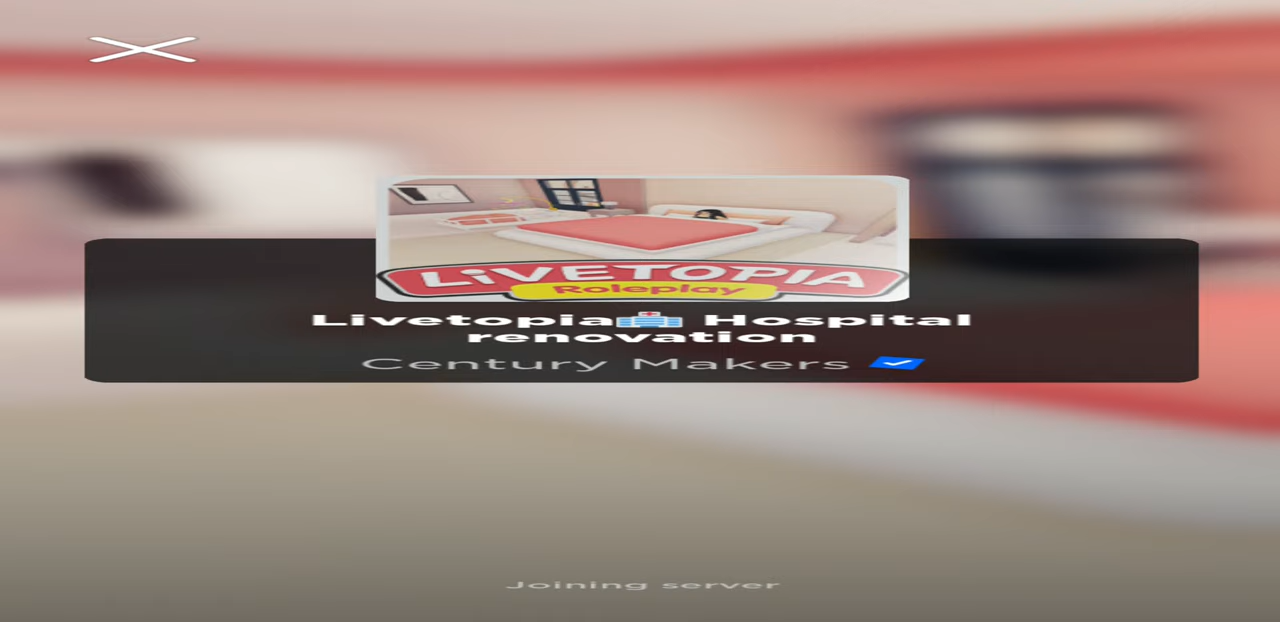 LiVETOPIA
Roleplay
Livetopia🏥 Hospital
renovation
Century Makers
Joining server